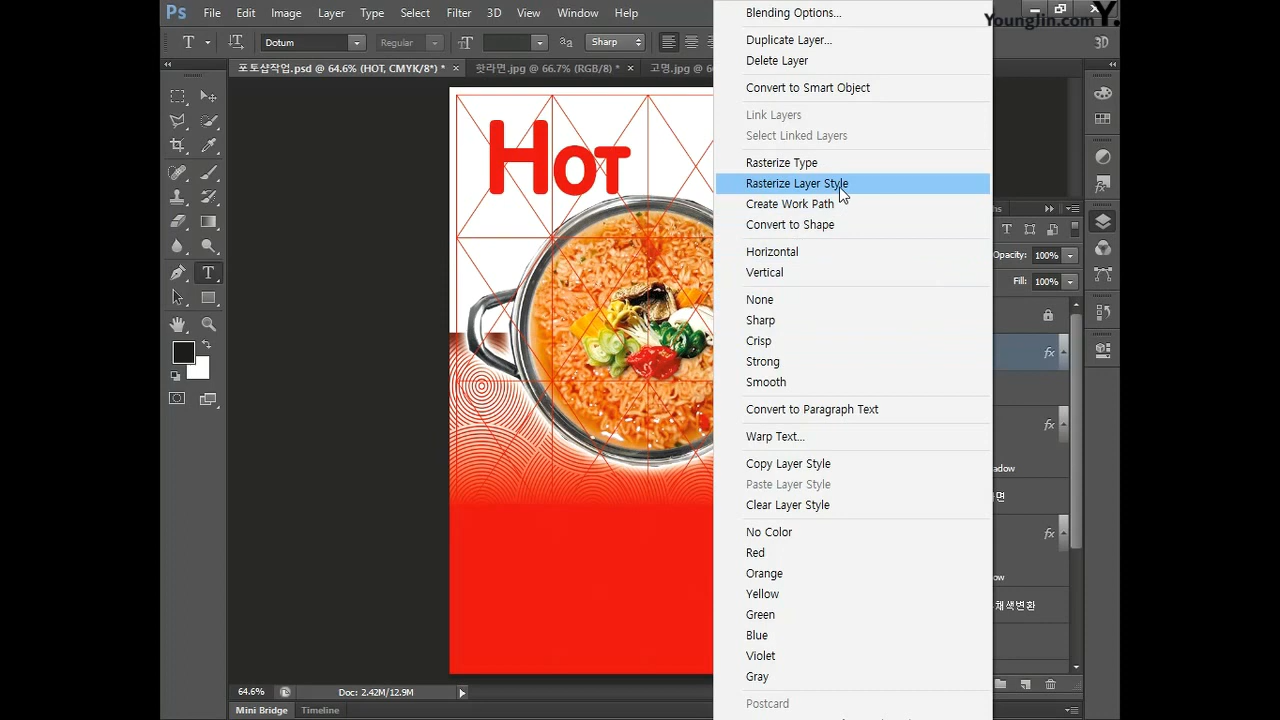 Ps File Edit Image Layer Type Select Filter 3D View Window Help
Younglin.com Y.
T Dotum Regular Sharp 3D
포토샵작업.psd @ 64.6% (HOT, CMYK/8*) * × 핫라면.jpg @ 66.7% (RGB/8) * × 고명.jpg @ 6
HOT
Blending Options...
Duplicate Layer...
Delete Layer
Convert to Smart Object
Link Layers
Select Linked Layers
Rasterize Type
Rasterize Layer Style
Create Work Path
Convert to Shape
Horizontal
Vertical
None
Sharp
Crisp
Strong
Smooth
Convert to Paragraph Text
Warp Text...
Copy Layer Style
Paste Layer Style
Clear Layer Style
No Color
Red
Orange
Yellow
Green
Blue
Violet
Gray
Postcard
Opacity: 100%
Fill: 100%
fx
fx
adow
면
fx
ow
채색변환
64.6% Doc: 2.42M/12.9M
Mini Bridge Timeline